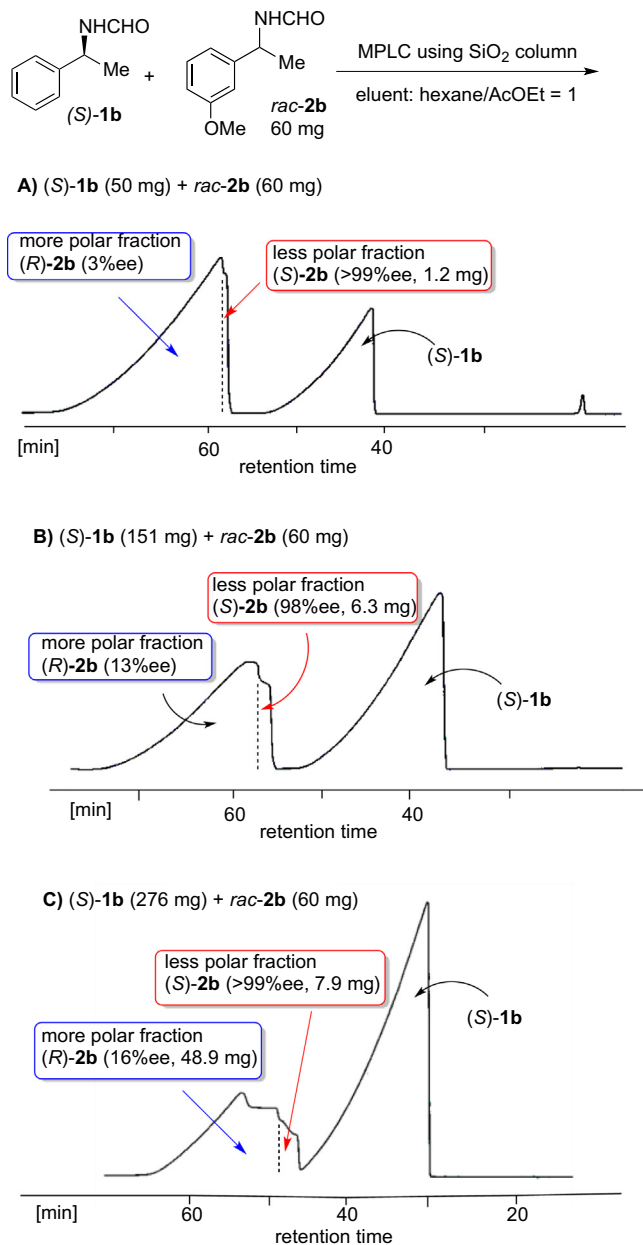 NHCHO
Me
(S)-1b
+
NHCHO
Me
OMe
rac-2b
60 mg
MPLC using SiO₂ column
eluent: hexane/AcOEt = 1
A) (S)-1b (50 mg) + rac-2b (60 mg)
more polar fraction
(R)-2b (3%ee)
less polar fraction
(S)-2b (>99%ee, 1.2 mg)
(S)-1b
[min]
60
40
retention time
B) (S)-1b (151 mg) + rac-2b (60 mg)
less polar fraction
(S)-2b (98%ee, 6.3 mg)
more polar fraction
(R)-2b (13%ee)
(S)-1b
[min]
60
40
retention time
C) (S)-1b (276 mg) + rac-2b (60 mg)
less polar fraction
(S)-2b (>99%ee, 7.9 mg)
(S)-1b
more polar fraction
(R)-2b (16%ee, 48.9 mg)
[min]
60
40
20
retention time